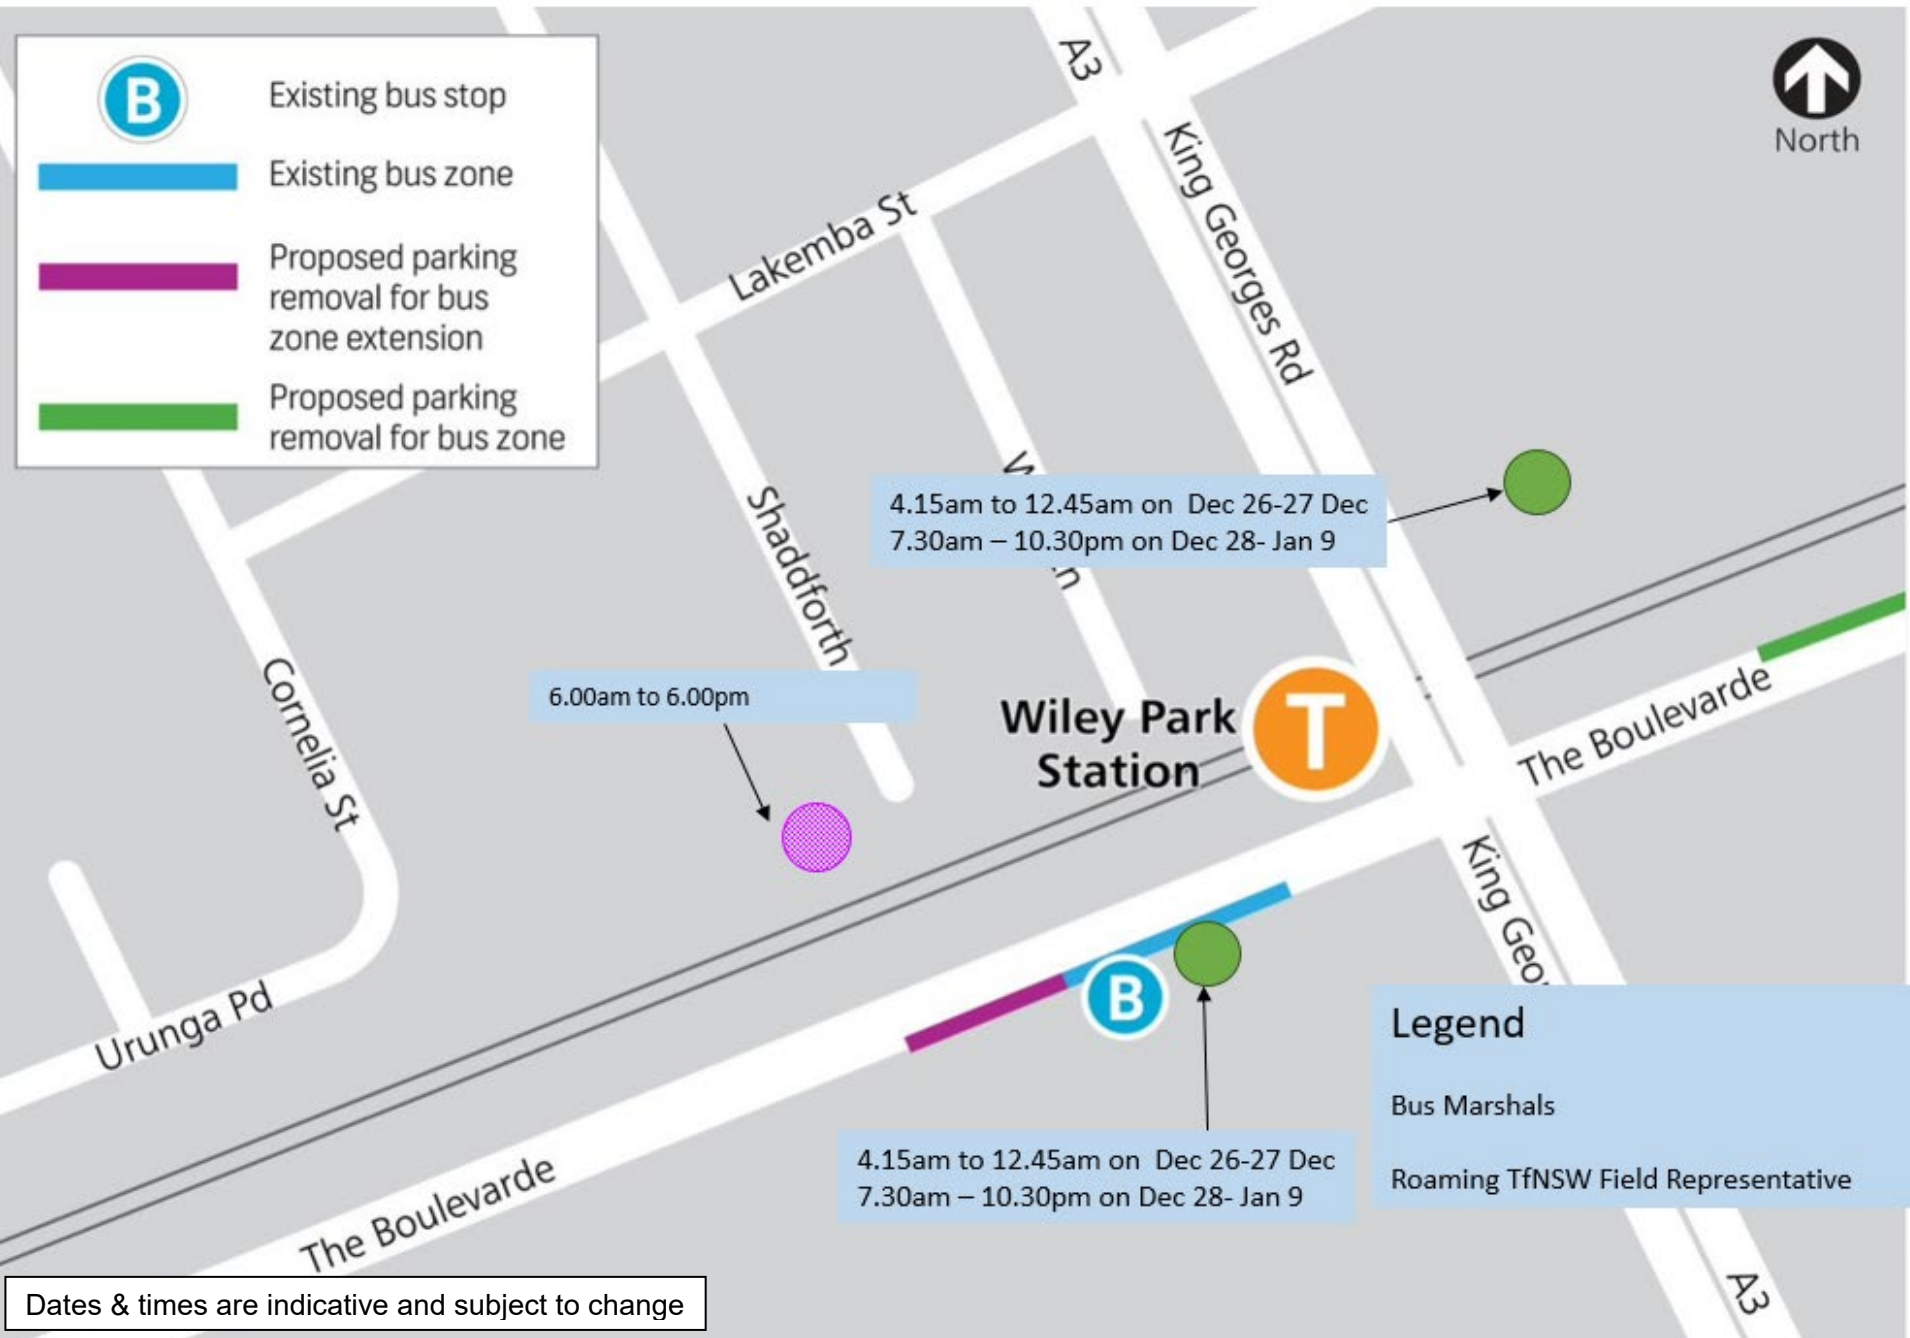 B
Existing bus stop
Existing bus zone
Proposed parking
removal for bus
zone extension
Proposed parking
removal for bus zone
A3
North
King Georges Rd
Lakemba St
4.15am to 12.45am on  Dec 26-27 Dec
7.30am – 10.30pm on Dec 28- Jan 9
Shaddforth
Cornelia St
6.00am to 6.00pm
Wiley Park
Station
T
The Boulevarde
B
Urunga Pd
Legend
Bus Marshals
Roaming TfNSW Field Representative
4.15am to 12.45am on  Dec 26-27 Dec
7.30am – 10.30pm on Dec 28- Jan 9
The Boulevarde
A3
Dates & times are indicative and subject to change